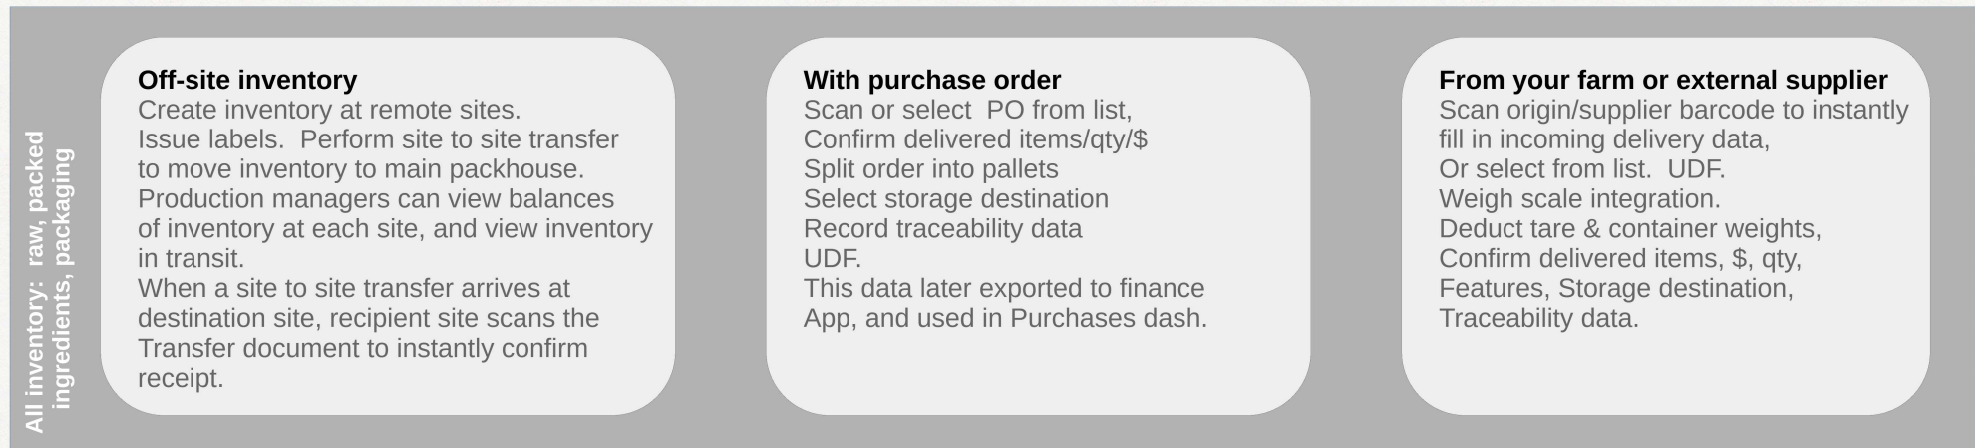 All inventory:  raw, packed
ingredients, packaging
Off-site inventory
Create inventory at remote sites.
Issue labels.  Perform site to site transfer
to move inventory to main packhouse.
Production managers can view balances
of inventory at each site, and view inventory
in transit.
When a site to site transfer arrives at
destination site, recipient site scans the
Transfer document to instantly confirm
receipt.
With purchase order
Scan or select  PO from list,
Confirm delivered items/qty/$
Split order into pallets
Select storage destination
Record traceability data
UDF.
This data later exported to finance
App, and used in Purchases dash.
From your farm or external supplier
Scan origin/supplier barcode to instantly
fill in incoming delivery data,
Or select from list.  UDF.
Weigh scale integration.
Deduct tare & container weights,
Confirm delivered items, $, qty,
Features, Storage destination,
Traceability data.